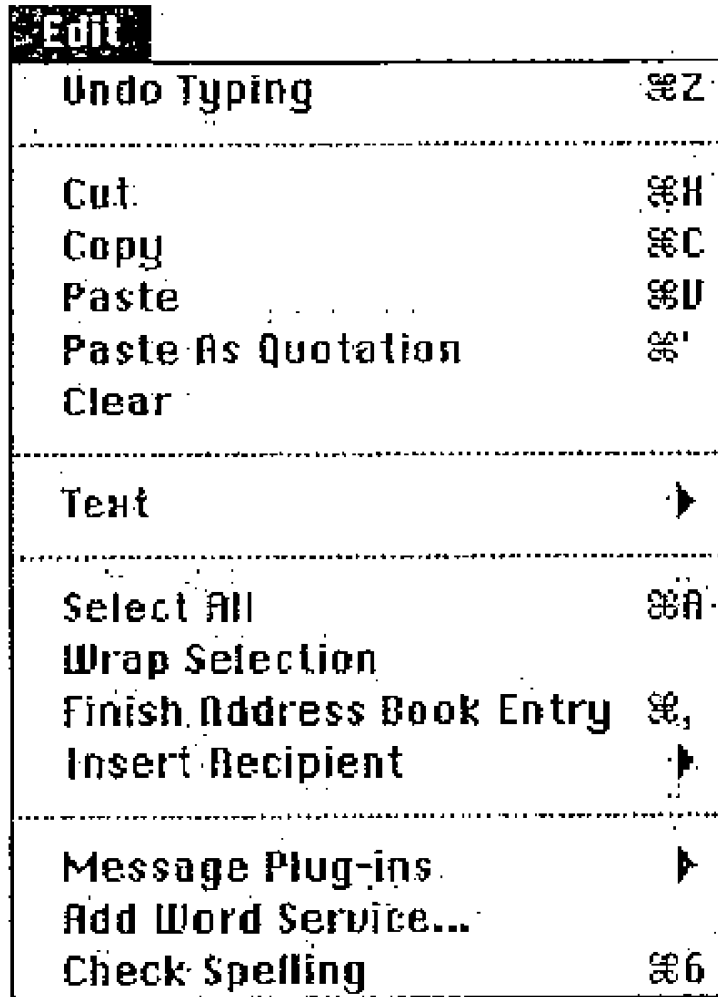 Edit
Undo Typing ⌘Z
Cut ⌘X
Copy ⌘C
Paste ⌘V
Paste As Quotation ⌘'
Clear
Text
Select All ⌘A
Wrap Selection
Finish Address Book Entry ⌘,
Insert Recipient
Message Plug-ins
Add Word Service...
Check Spelling ⌘6